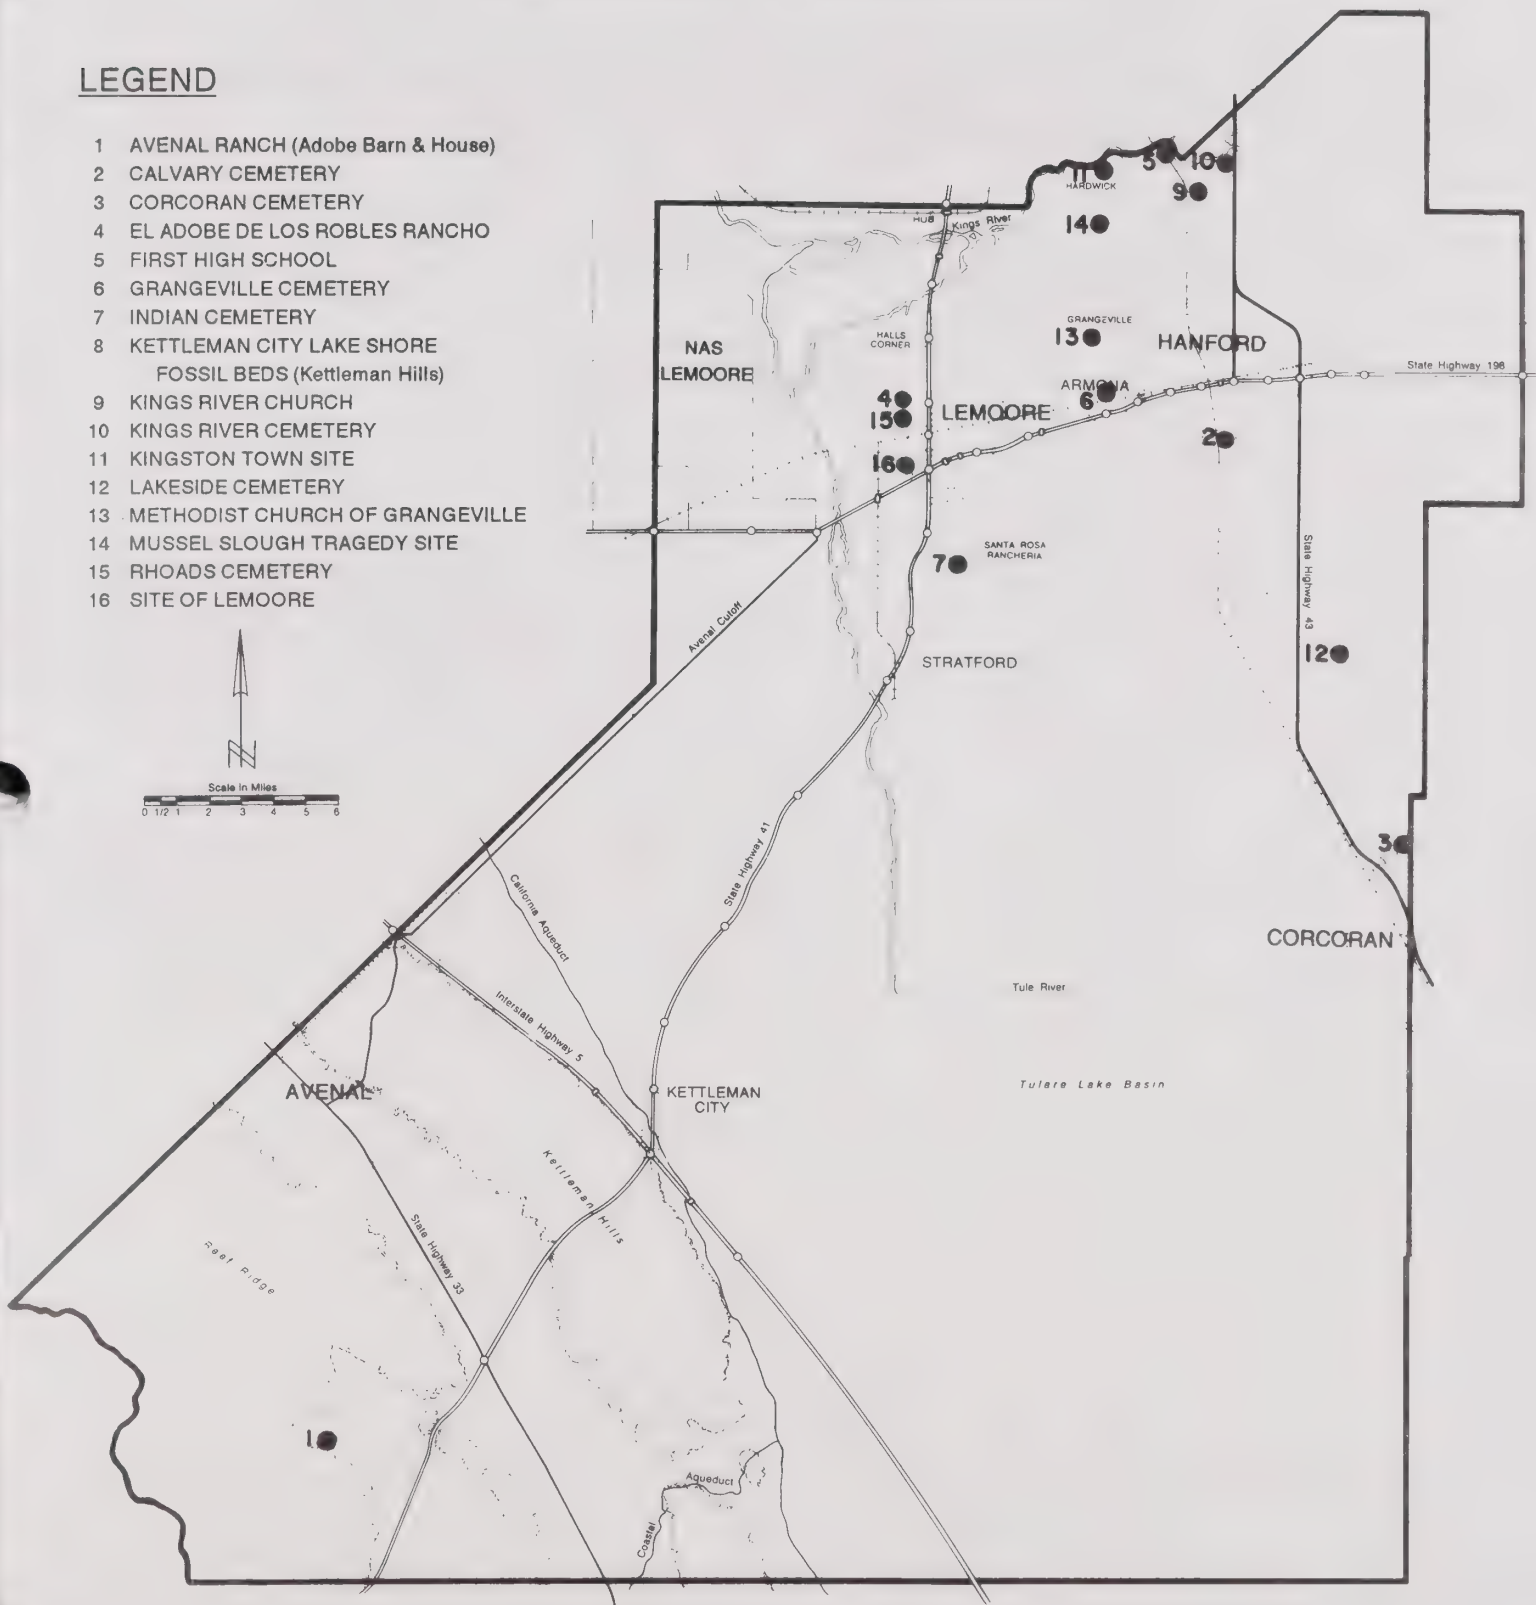 LEGEND
1 AVENAL RANCH (Adobe Barn & House)
2 CALVARY CEMETERY
3 CORCORAN CEMETERY
4 EL ADOBE DE LOS ROBLES RANCHO
5 FIRST HIGH SCHOOL
6 GRANGEVILLE CEMETERY
7 INDIAN CEMETERY
8 KETTLEMAN CITY LAKE SHORE
FOSSIL BEDS (Kettleman Hills)
9 KINGS RIVER CHURCH
10 KINGS RIVER CEMETERY
11 KINGSTON TOWN SITE
12 LAKESIDE CEMETERY
13 METHODIST CHURCH OF GRANGEVILLE
14 MUSSEL SLOUGH TRAGEDY SITE
15 RHOADS CEMETERY
16 SITE OF LEMOORE
N
Scale in Miles
0 1/2 1 2 3 4 5 6
5
10
11
HARDWICK
9
HUB
Kings River
14
GRANGEVILLE
13
HALLS
CORNER
HANFORD
NAS
LEMOORE
State Highway 198
ARMONA
6
4
15
LEMOORE
2
16
7
SANTA ROSA
RANCHERIA
State Highway 43
Avenal Cutoff
12
STRATFORD
3
State Highway 41
California Aqueduct
CORCORAN
Tule River
Interstate Highway 5
AVENAL
KETTLEMAN
CITY
Tulare Lake Basin
Kettleman Hills
State Highway 33
Reef Ridge
1
Aqueduct
Coastal